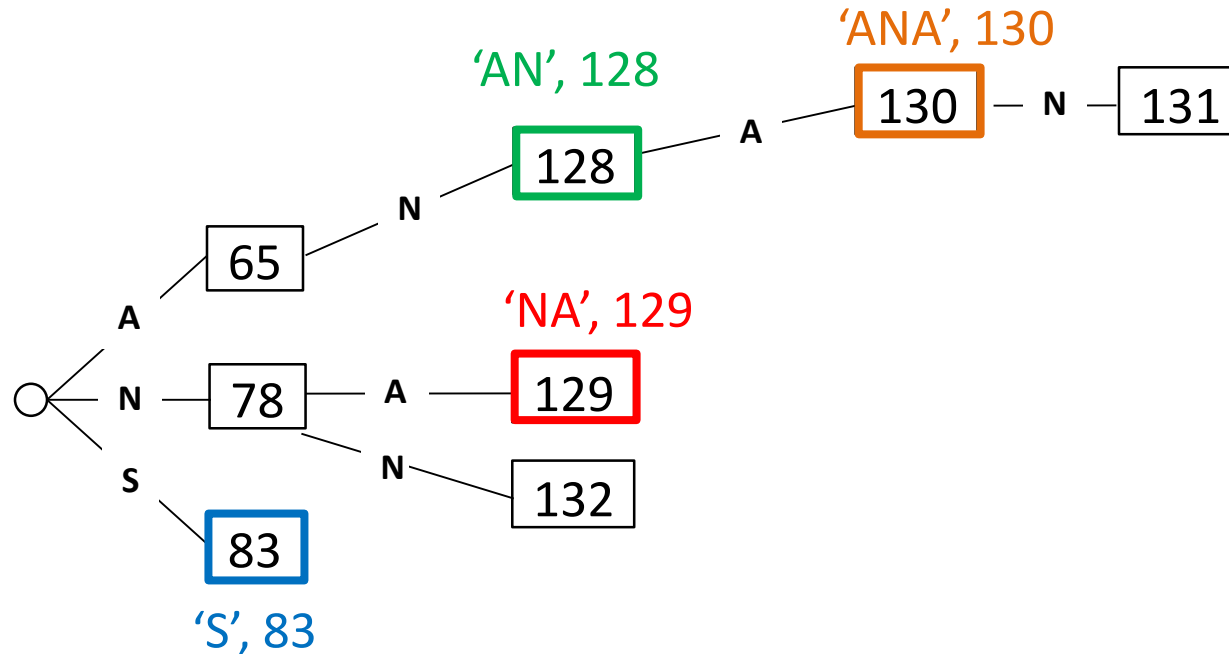 ‘ANA’, 130
‘AN’, 128
130
N
131
A
128
N
65
A
‘NA’, 129
N
78
A
129
S
N
132
83
‘S’, 83